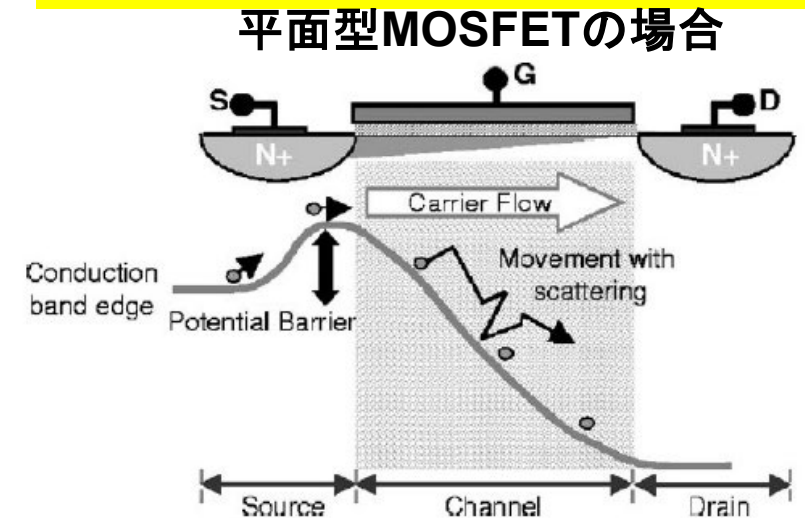 平面型MOSFETの場合
G
S
D
N+
N+
Carrier Flow
Conduction
band edge
Movement with
scattering
Potential Barrier
Source
Channel
Drain